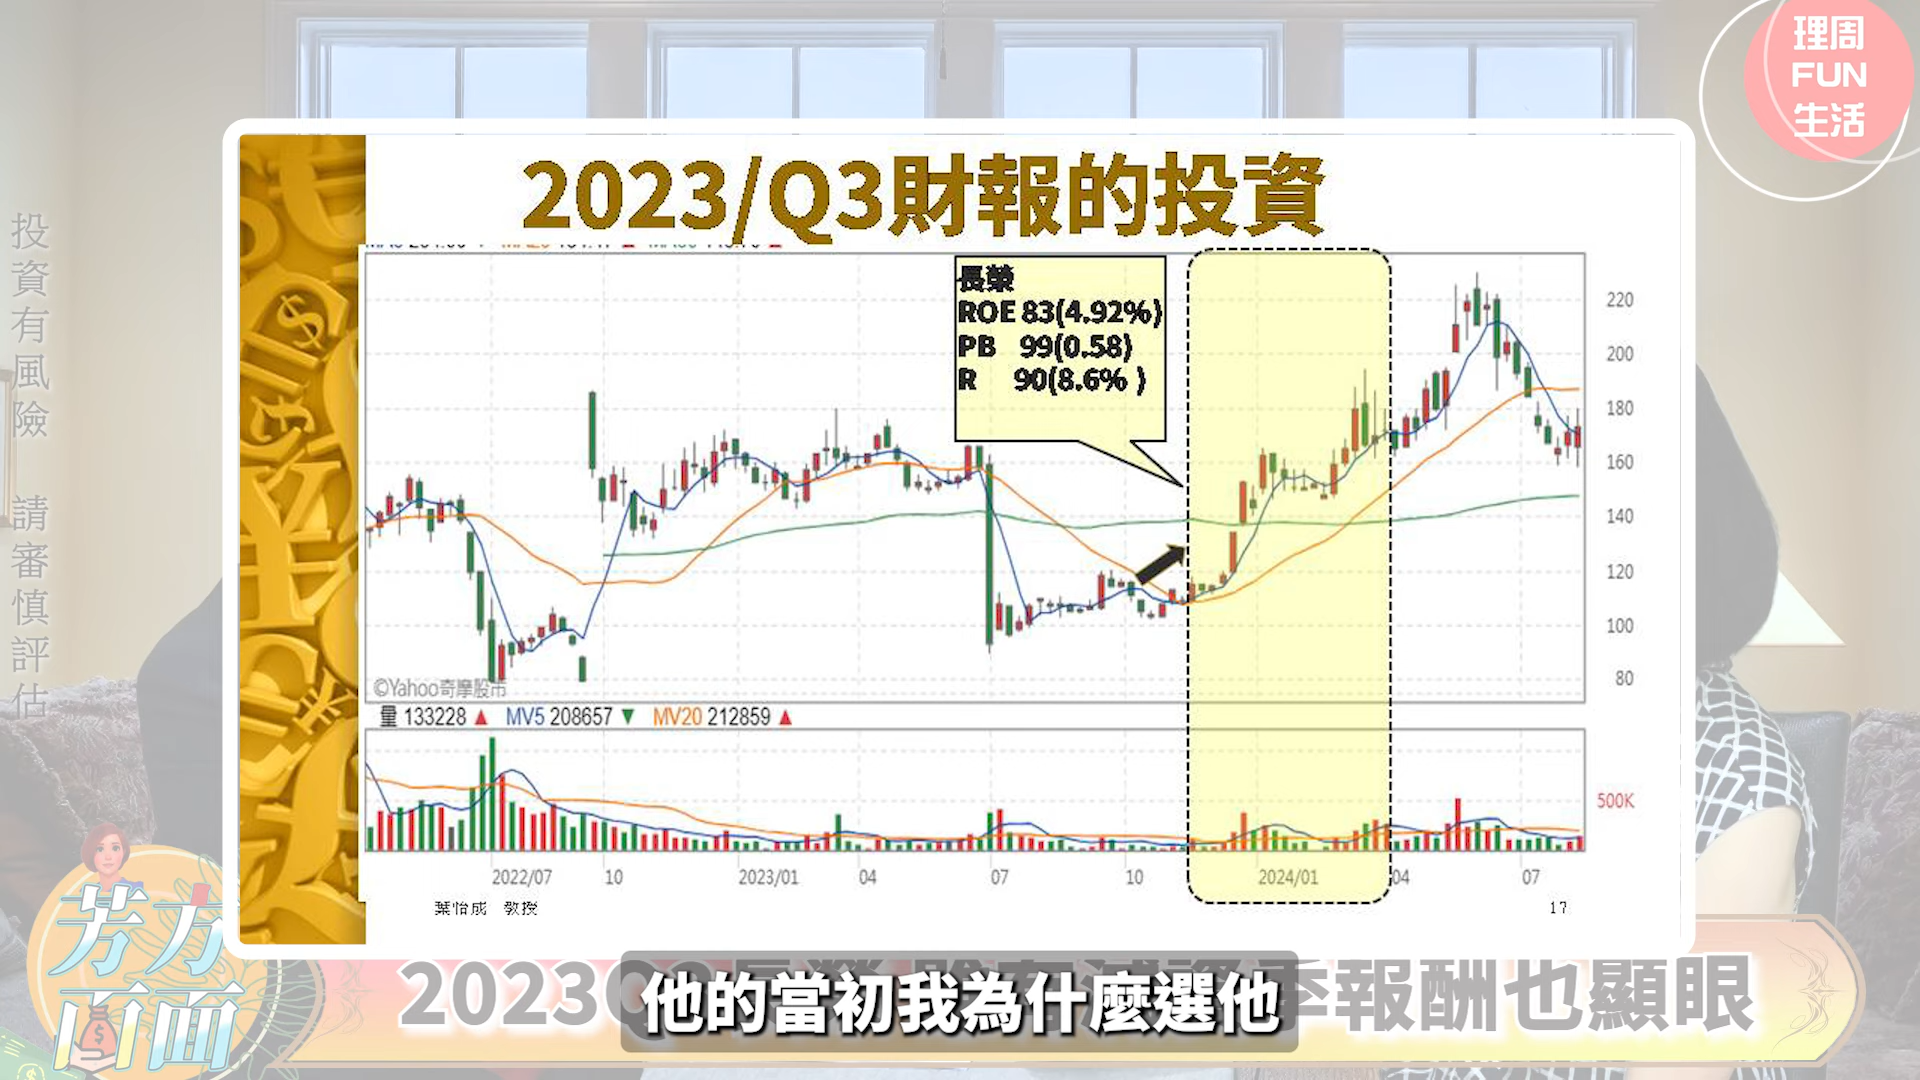 理周
FUN
生活
投資有風險 請審慎評估
2023/Q3財報的投資
長榮
ROE 83(4.92%)
PB 99(0.58)
R 90(8.6% )
220
200
180
160
140
120
100
80
©Yahoo奇摩股市
量 133228 ▲ MV5 208657 ▼ MV20 212859 ▲
500K
2022/07 10 2023/01 04 07 10 2024/01 04 07
葉怡成 教授
17
芳方
百面
2023Q
季報酬也顯眼
他的當初我為什麼選他